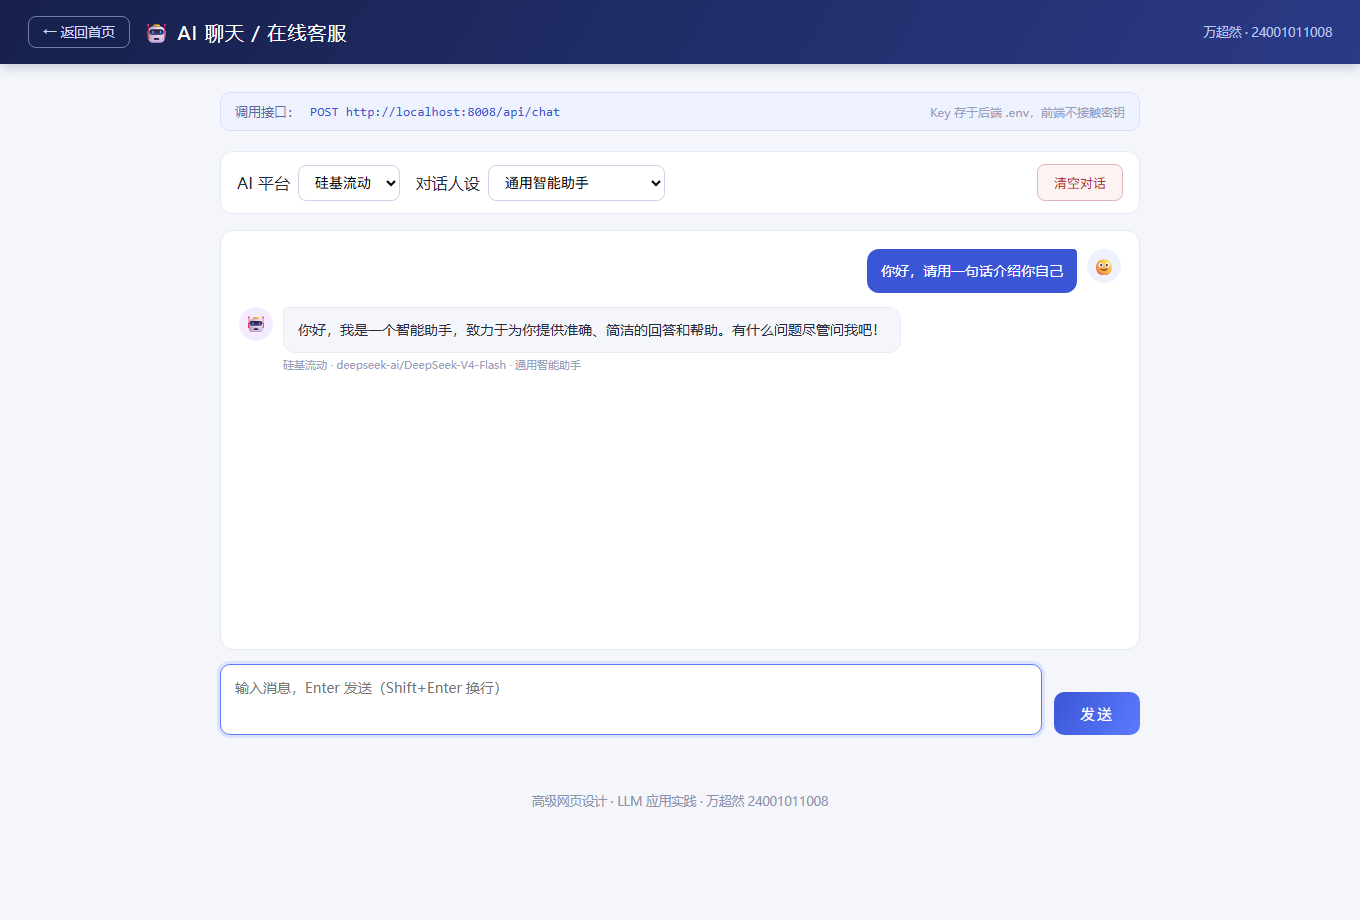 ← 返回首页
AI 聊天 / 在线客服
万超然 · 24001011008
调用接口： POST http://localhost:8008/api/chat
Key 存于后端 .env，前端不接触密钥
AI 平台 硅基流动 对话人设 通用智能助手
清空对话
你好，请用一句话介绍你自己
你好，我是一个智能助手，致力于为你提供准确、简洁的回答和帮助。有什么问题尽管问我吧！
硅基流动 · deepseek-ai/DeepSeek-V4-Flash · 通用智能助手
输入消息，Enter 发送（Shift+Enter 换行）
发送
高级网页设计 · LLM 应用实践 · 万超然 24001011008